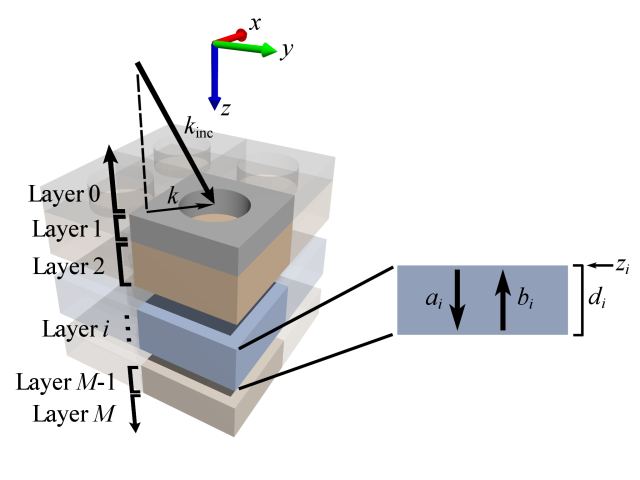 x
y
z
k_inc
k
Layer 0
Layer 1
Layer 2
Layer i
Layer M-1
Layer M
z_i
a_i
b_i
d_i